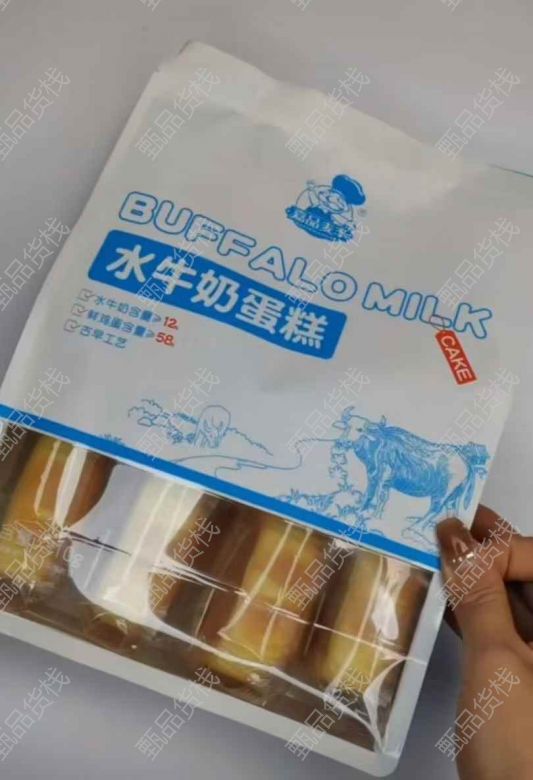 BUFFALO MILK
水牛奶蛋糕
CAKE
水牛奶含量≥12%
鲜鸡蛋含量≥58%
古早工艺
甄品货栈